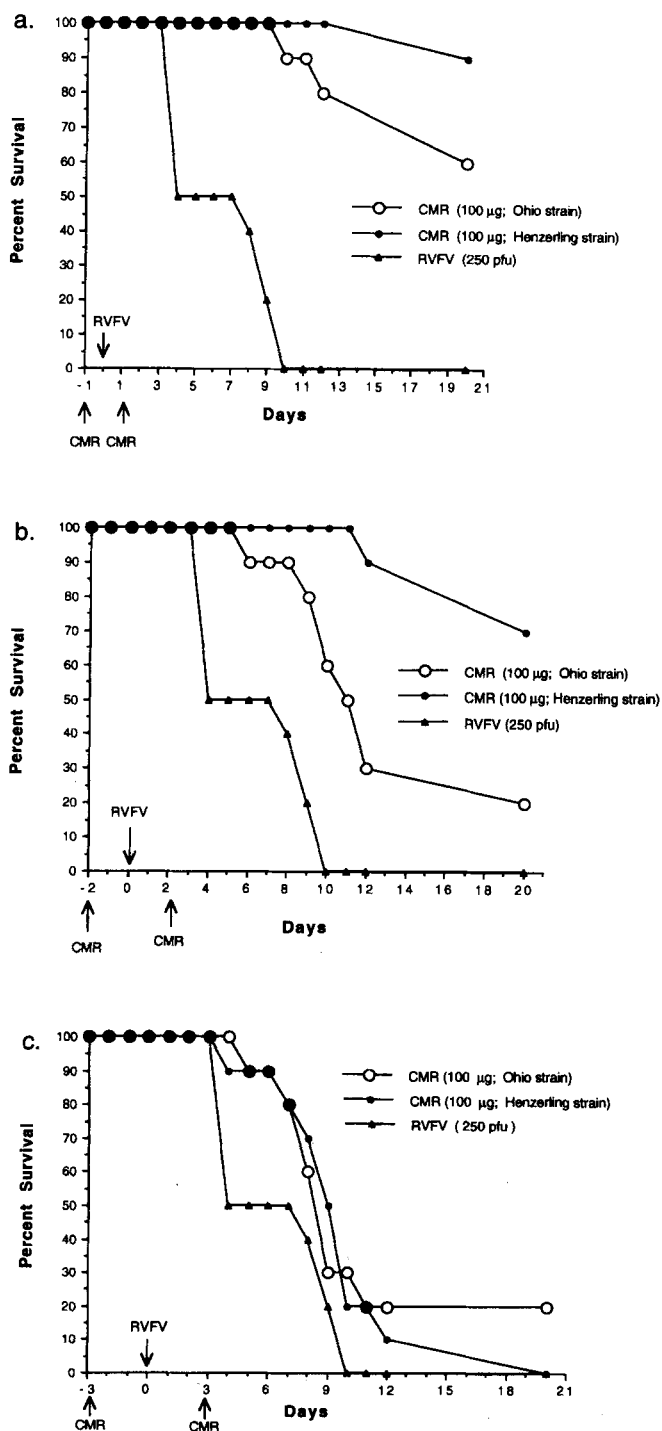 a.
100
90
80
70
60
50
40
30
20
10
0
Percent Survival
CMR (100 µg; Ohio strain)
CMR (100 µg; Henzerling strain)
RVFV (250 pfu)
RVFV
-1 1 3 5 7 9 11 13 15 17 19 21
Days
CMR CMR
b.
100
90
80
70
60
50
40
30
20
10
0
Percent Survival
CMR (100 µg; Ohio strain)
CMR (100 µg; Henzerling strain)
RVFV (250 pfu)
RVFV
-2 0 2 4 6 8 10 12 14 16 18 20
Days
CMR CMR
c.
100
90
80
70
60
50
40
30
20
10
0
Percent Survival
CMR (100 µg; Ohio strain)
CMR (100 µg; Henzerling strain)
RVFV ( 250 pfu )
RVFV
-3 0 3 6 9 12 15 18 21
Days
CMR CMR